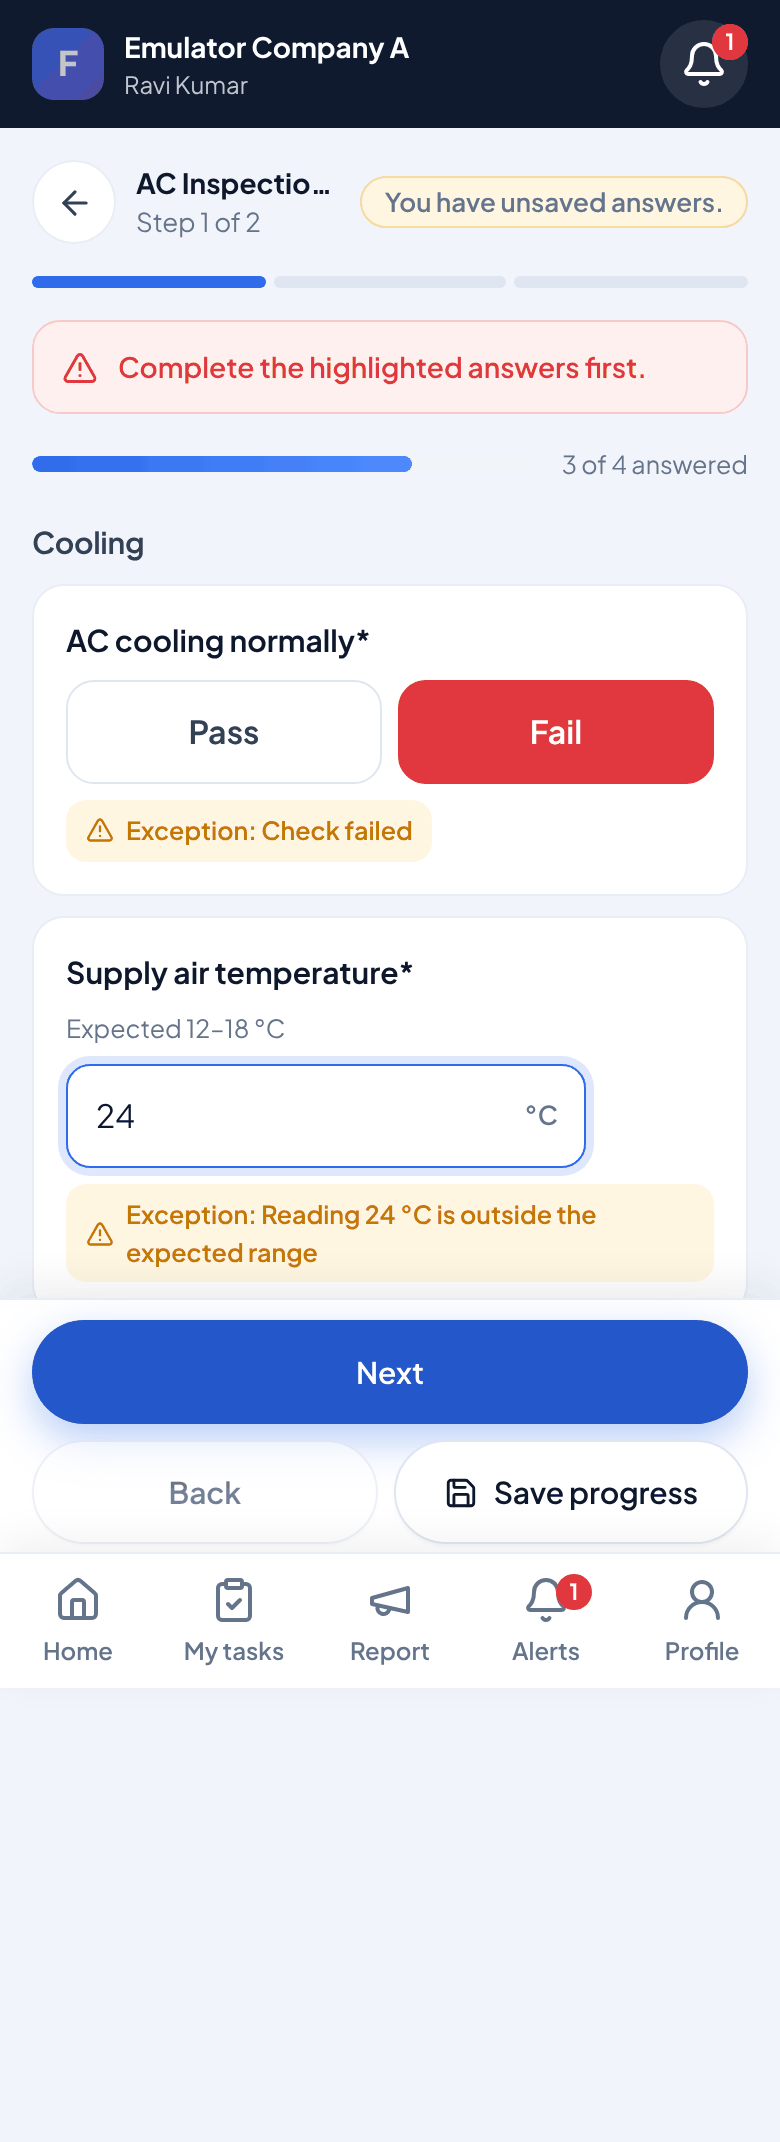 F
Emulator Company A
Ravi Kumar
1
AC Inspectio...
Step 1 of 2
You have unsaved answers.
Complete the highlighted answers first.
3 of 4 answered
Cooling
AC cooling normally*
Pass
Fail
Exception: Check failed
Supply air temperature*
Expected 12–18 °C
24
°C
Exception: Reading 24 °C is outside the
expected range
Next
Back
Save progress
1
Home
My tasks
Report
Alerts
Profile